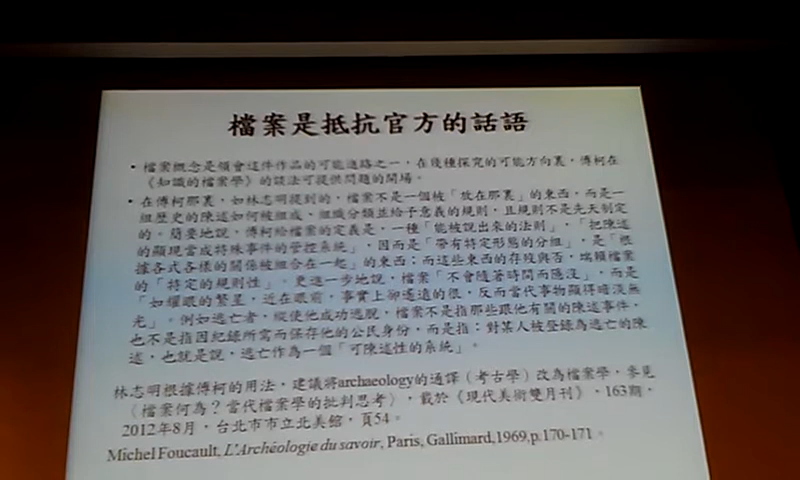 檔案是抵抗官方的話語
• 檔案概念是領會這件作品的可能進路之一，在幾種探究的可能方向裏，傅柯在
《知識的檔案學》的談法可提供問題的開場。
• 在傅柯那裏，如林志明提到的，檔案不是一個被「放在那裏」的東西，而是一
組歷史的陳述如何被組成、組織分類並給予意義的規則，且規則不是先天制定
的。簡要地說，傅柯給檔案的定義是，一種「能被說出來的法則」，「把陳述
的顯現當成特殊事件的管控系統」，因而是「帶有特定形態的分組」，是「根
據各式各樣的關係被組合在一起」的東西；而這些東西的存歿與否，端賴檔案
的「特定的規則性」。更進一步地說，檔案「不會隨著時間而隱沒」，而是
「如耀眼的繁星，近在眼前，事實上卻遙遠的很，反而當代事物顯得暗淡無
光」。例如逃亡者，縱使他成功逃脫，檔案不是指那些跟他有關的陳述事件，
也不是指因紀錄所需而保存他的公民身份，而是指：對某人被登錄為逃亡的陳
述，也就是說，逃亡作為一個「可陳述性的系統」。
林志明根據傅柯的用法，建議將archaeology的通譯（考古學）改為檔案學，參見
〈檔案何為？當代檔案學的批判思考〉，載於《現代美術雙月刊》，163期，
2012年8月，台北市市立北美館，頁54。
Michel Foucault, L'Archéologie du savoir, Paris, Gallimard,1969,p.170-171。